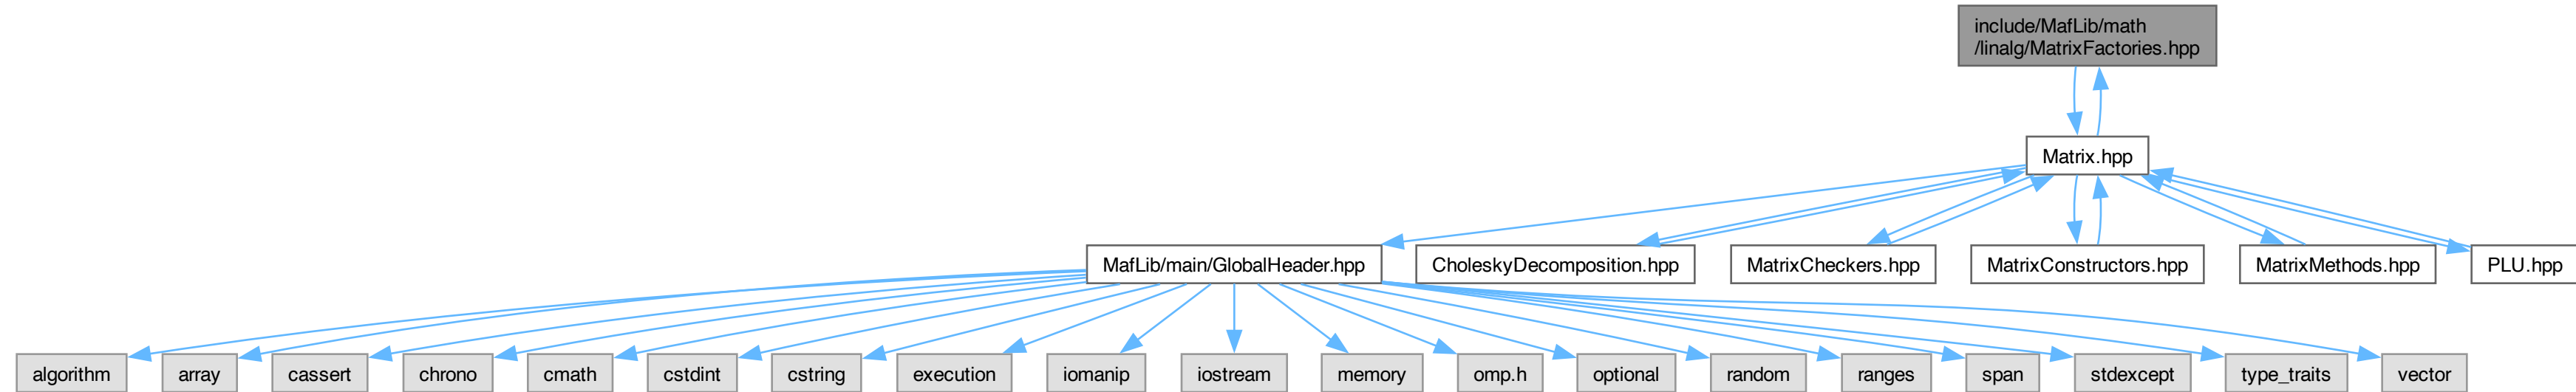 include/MafLib/math
/linalg/MatrixFactories.hpp
Matrix.hpp
MafLib/main/GlobalHeader.hpp
CholeskyDecomposition.hpp
MatrixCheckers.hpp
MatrixConstructors.hpp
MatrixMethods.hpp
PLU.hpp
algorithm
array
cassert
chrono
cmath
cstdint
cstring
execution
iomanip
iostream
memory
omp.h
optional
random
ranges
span
stdexcept
type_traits
vector